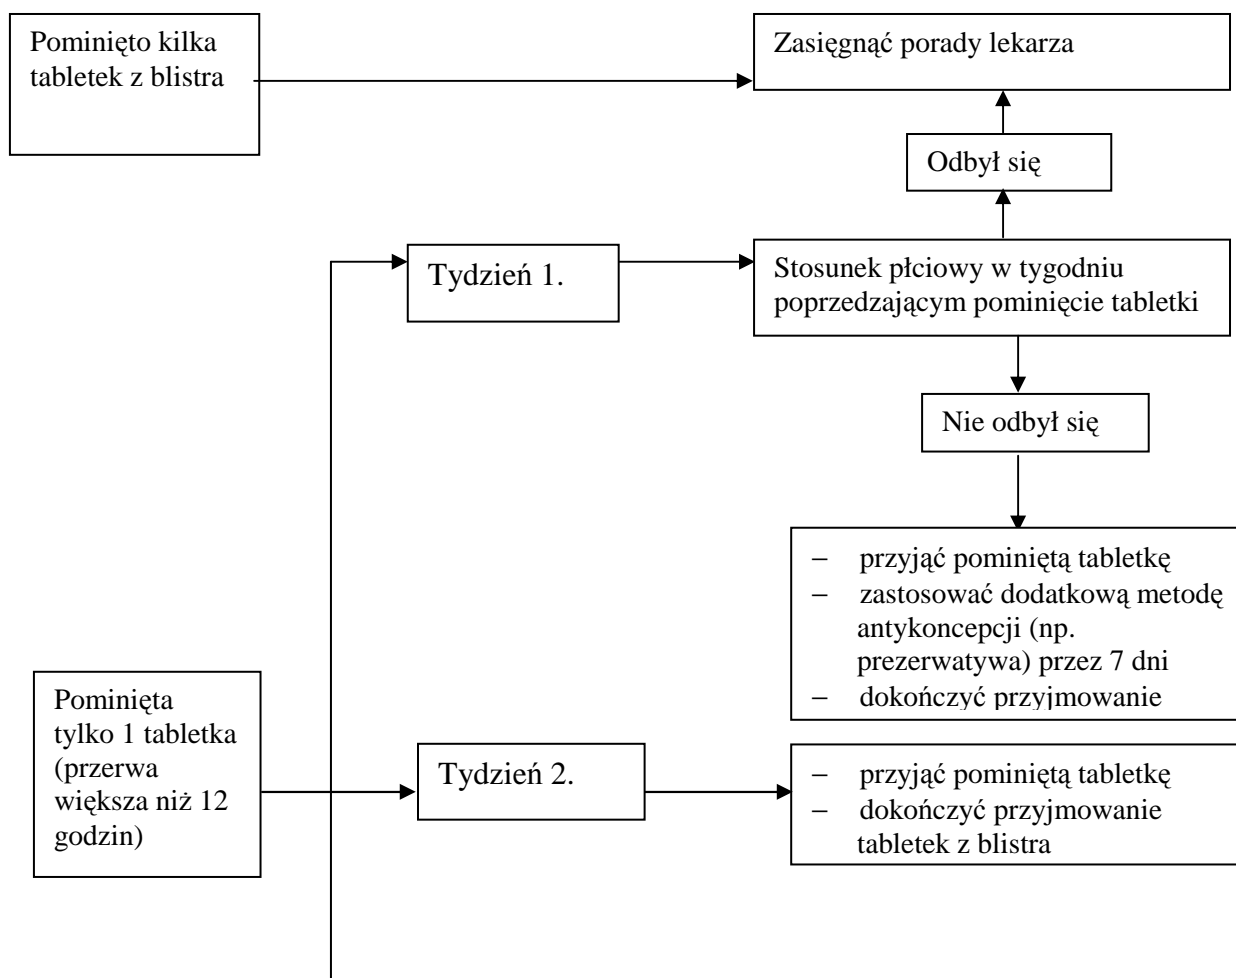 Pominięto kilka
tabletek z blistra
Zasięgnąć porady lekarza
Odbył się
Tydzień 1.
Stosunek płciowy w tygodniu
poprzedzającym pominięcie tabletki
Nie odbył się
– przyjąć pominiętą tabletkę
– zastosować dodatkową metodę
antykoncepcji (np.
prezerwatywa) przez 7 dni
– dokończyć przyjmowanie
Pominięta
tylko 1 tabletka
(przerwa
większa niż 12
godzin)
Tydzień 2.
– przyjąć pominiętą tabletkę
– dokończyć przyjmowanie
tabletek z blistra